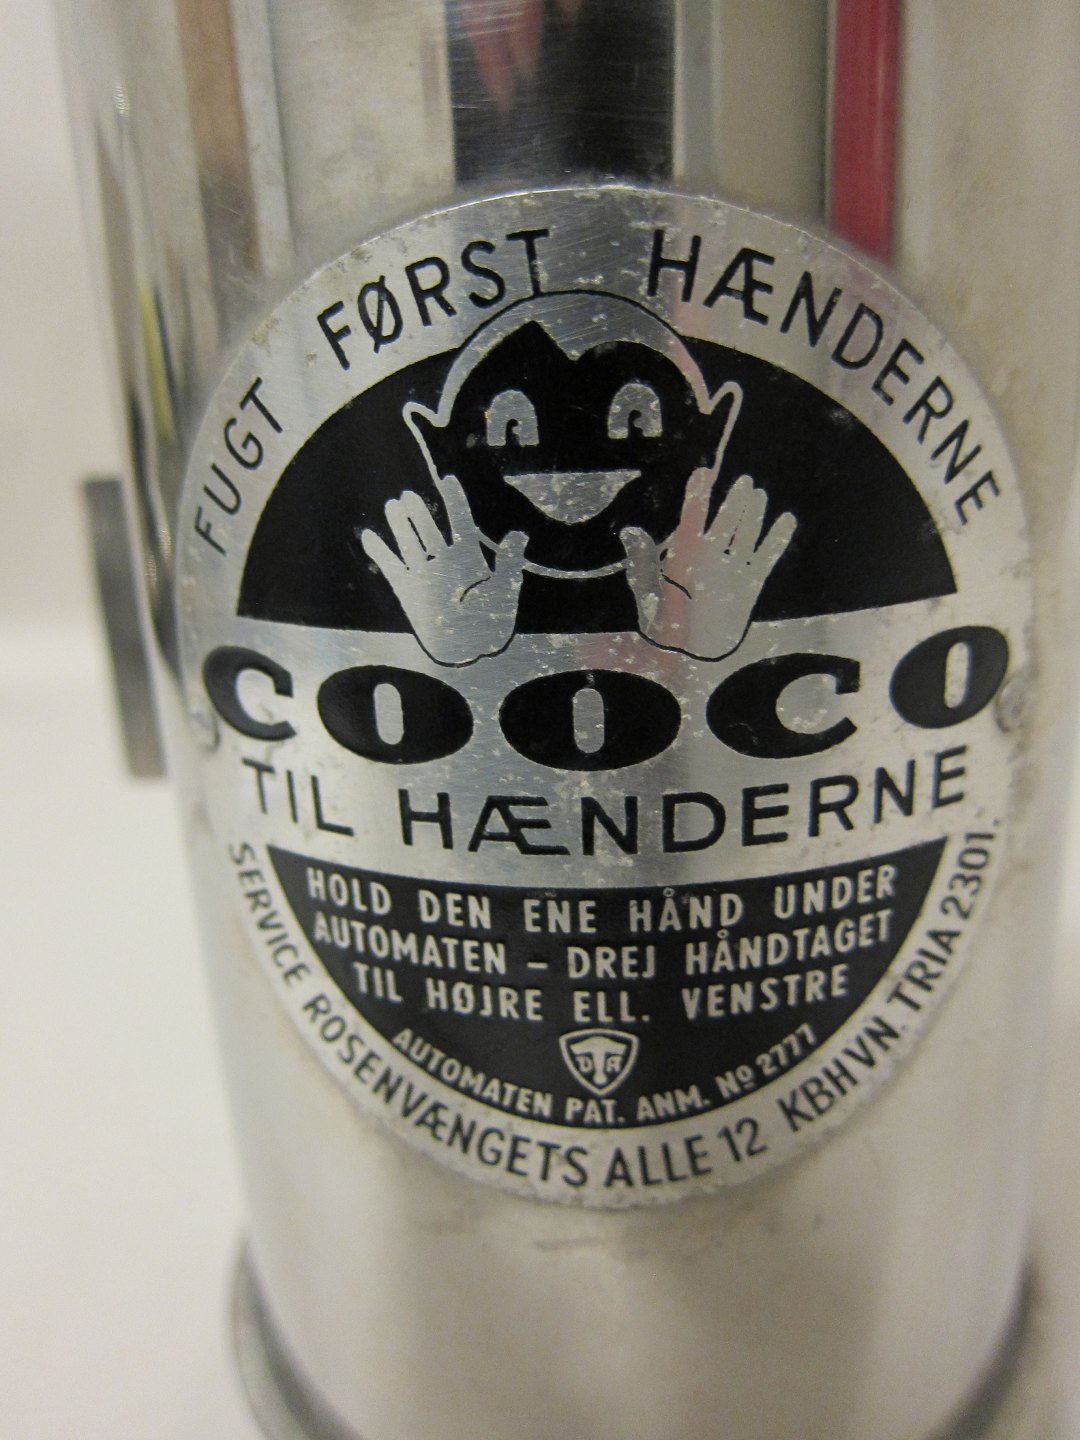 FUGT FØRST HÆNDERNE
COOCO
TIL HÆNDERNE
HOLD DEN ENE HÅND UNDER
AUTOMATEN – DREJ HÅNDTAGET
TIL HØJRE ELL. VENSTRE
DTA
AUTOMATEN PAT. ANM. Nº 2777
SERVICE ROSENVÆNGETS ALLE 12 KBHVN. TRIA 2301.